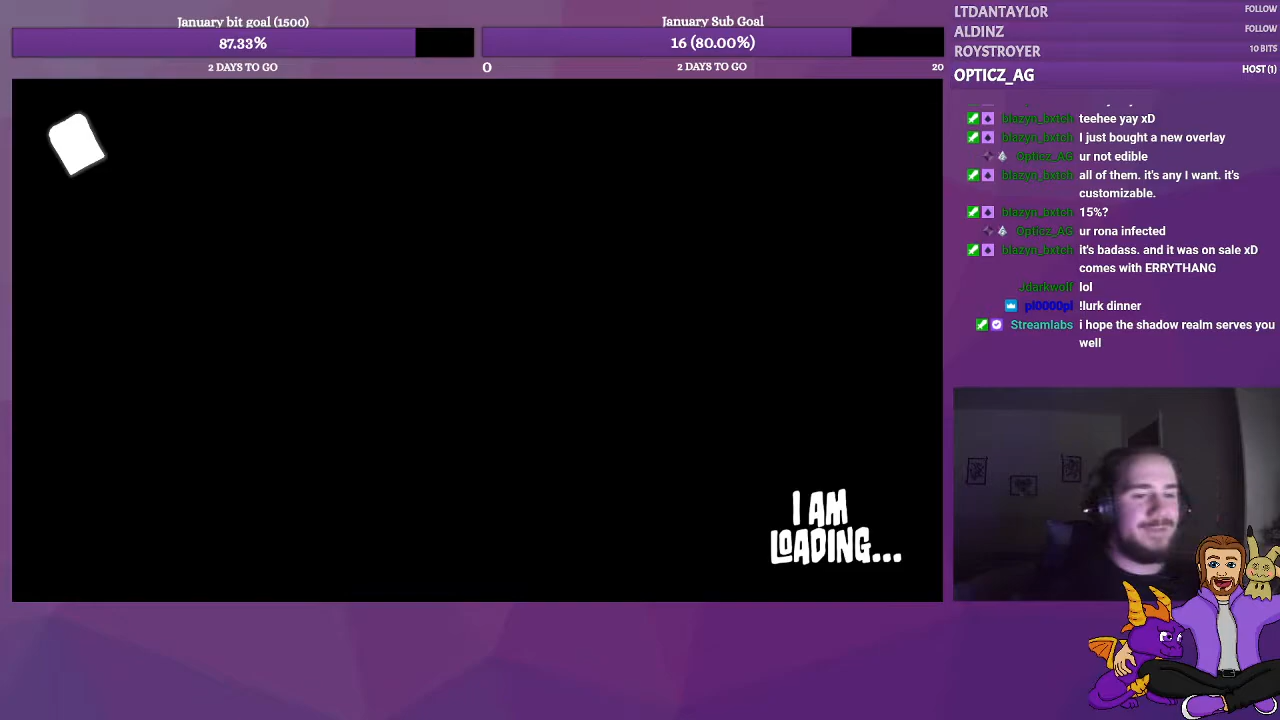 January bit goal (1500)
87.33%
2 DAYS TO GO
January Sub Goal
16 (80.00%)
0
2 DAYS TO GO
20
LTDANTAYL0R
FOLLOW
ALDINZ
FOLLOW
ROYSTROYER
10 BITS
OPTICZ_AG
HOST (1)
blazyn_bxtch teehee yay xD
blazyn_bxtch I just bought a new overlay
Opticz_AG ur not edible
blazyn_bxtch all of them. it's any I want. it's
customizable.
blazyn_bxtch 15%?
Opticz_AG ur rona infected
blazyn_bxtch it's badass. and it was on sale xD
comes with ERRYTHANG
Jdarkwolf lol
pl0000pl !lurk dinner
Streamlabs i hope the shadow realm serves you
well
I AM
LOADING...